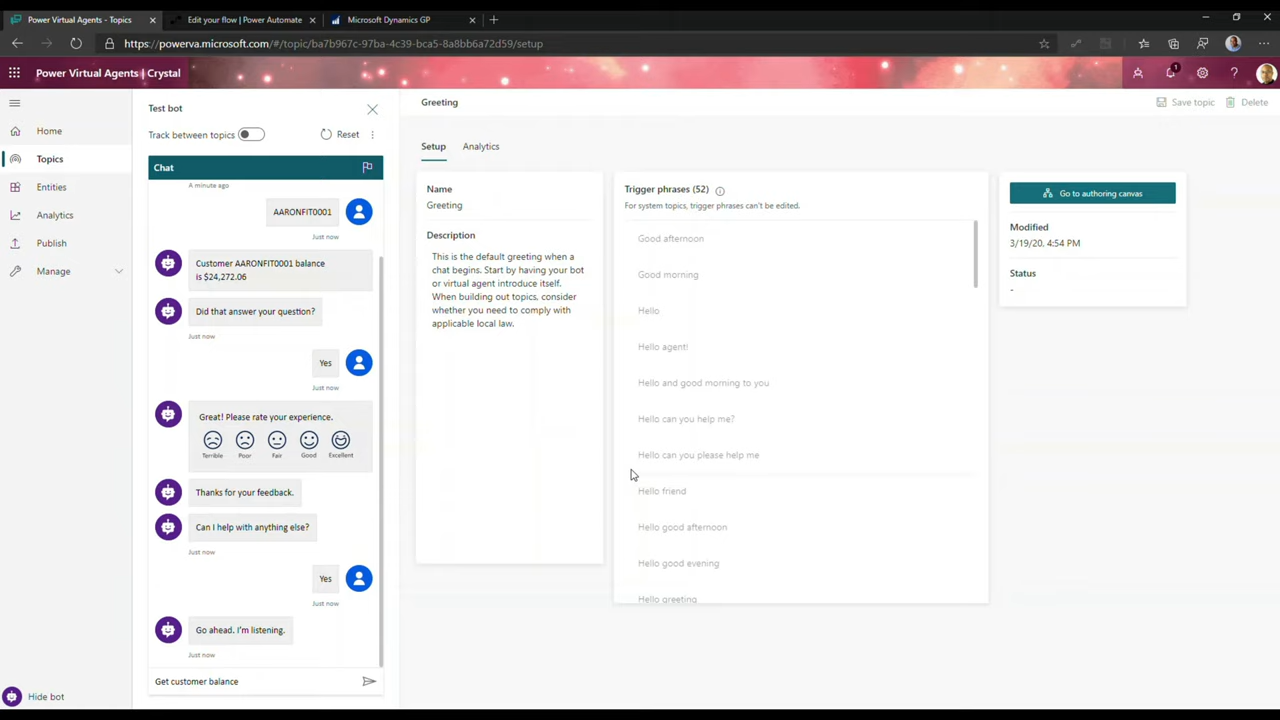 Power Virtual Agents - Topics
Edit your flow | Power Automate
Microsoft Dynamics GP
https://powerva.microsoft.com/#/topic/ba7b967c-97ba-4c39-bca5-8a8bb6a72d59/setup
Power Virtual Agents | Crystal
1
Home
Topics
Entities
Analytics
Publish
Manage
Hide bot
Test bot
Track between topics
Reset
Chat
A minute ago
AARONFIT0001
Just now
Customer AARONFIT0001 balance
is $24,272.06
Did that answer your question?
Just now
Yes
Just now
Great! Please rate your experience.
Terrible
Poor
Fair
Good
Excellent
Thanks for your feedback.
Can I help with anything else?
Just now
Yes
Just now
Go ahead. I'm listening.
Just now
Get customer balance
Greeting
Save topic
Delete
Setup
Analytics
Name
Greeting
Description
This is the default greeting when a
chat begins. Start by having your bot
or virtual agent introduce itself.
When building out topics, consider
whether you need to comply with
applicable local law.
Trigger phrases (52)
For system topics, trigger phrases can't be edited.
Good afternoon
Good morning
Hello
Hello agent!
Hello and good morning to you
Hello can you help me?
Hello can you please help me
Hello friend
Hello good afternoon
Hello good evening
Hello greeting
Go to authoring canvas
Modified
3/19/20, 4:54 PM
Status
-